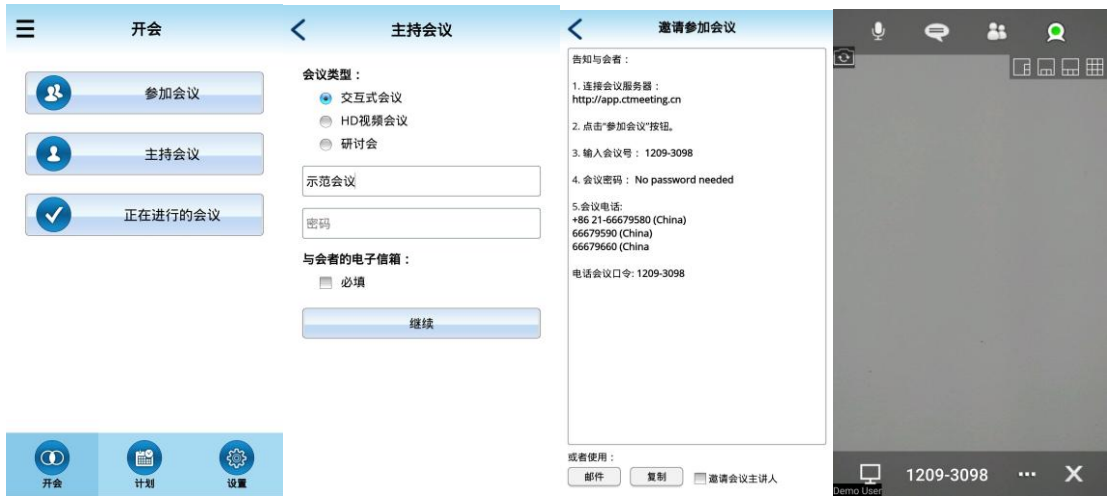 开会
参加会议
主持会议
正在进行的会议
开会
计划
设置
主持会议
会议类型：
交互式会议
HD视频会议
研讨会
示范会议
密码
与会者的电子信箱：
必填
继续
邀请参加会议
告知与会者：
1. 连接会议服务器：
http://app.ctmeeting.cn
2. 点击“参加会议”按钮。
3. 输入会议号： 1209-3098
4. 会议密码： No password needed
5.会议电话:
+86 21-66679580 (China)
66679590 (China)
66679660 (China
电话会议口令: 1209-3098
或者使用：
邮件
复制
邀请会议主讲人
1209-3098
Demo User